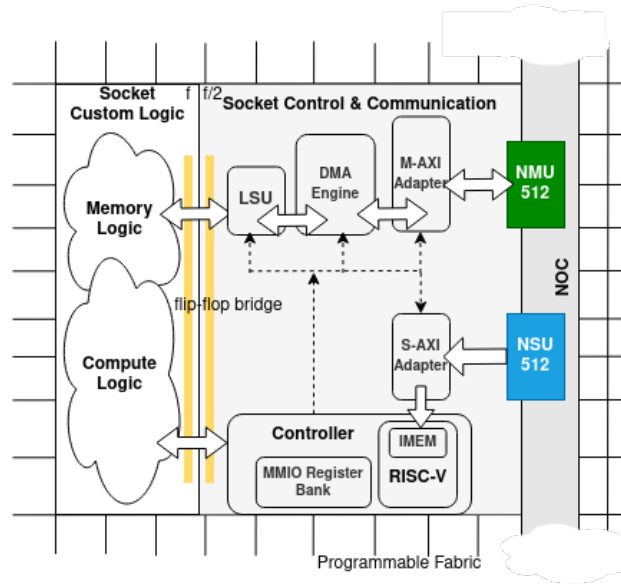 Socket
Custom Logic
f
f/2
Socket Control & Communication
Memory
Logic
LSU
DMA
Engine
M-AXI
Adapter
NMU
512
NOC
flip-flop bridge
Compute
Logic
S-AXI
Adapter
NSU
512
Controller
MMIO Register
Bank
IMEM
RISC-V
Programmable Fabric